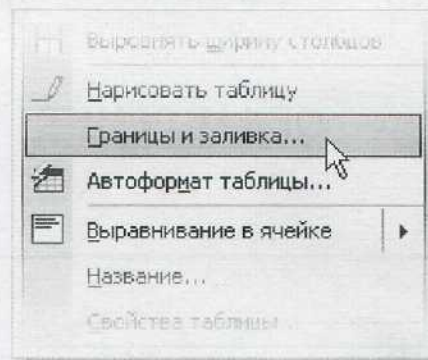 Выровнять ширину столбцов
Нарисовать таблицу
Границы и заливка...
Автоформат таблицы...
Выравнивание в ячейке
Название...
Свойства таблицы...